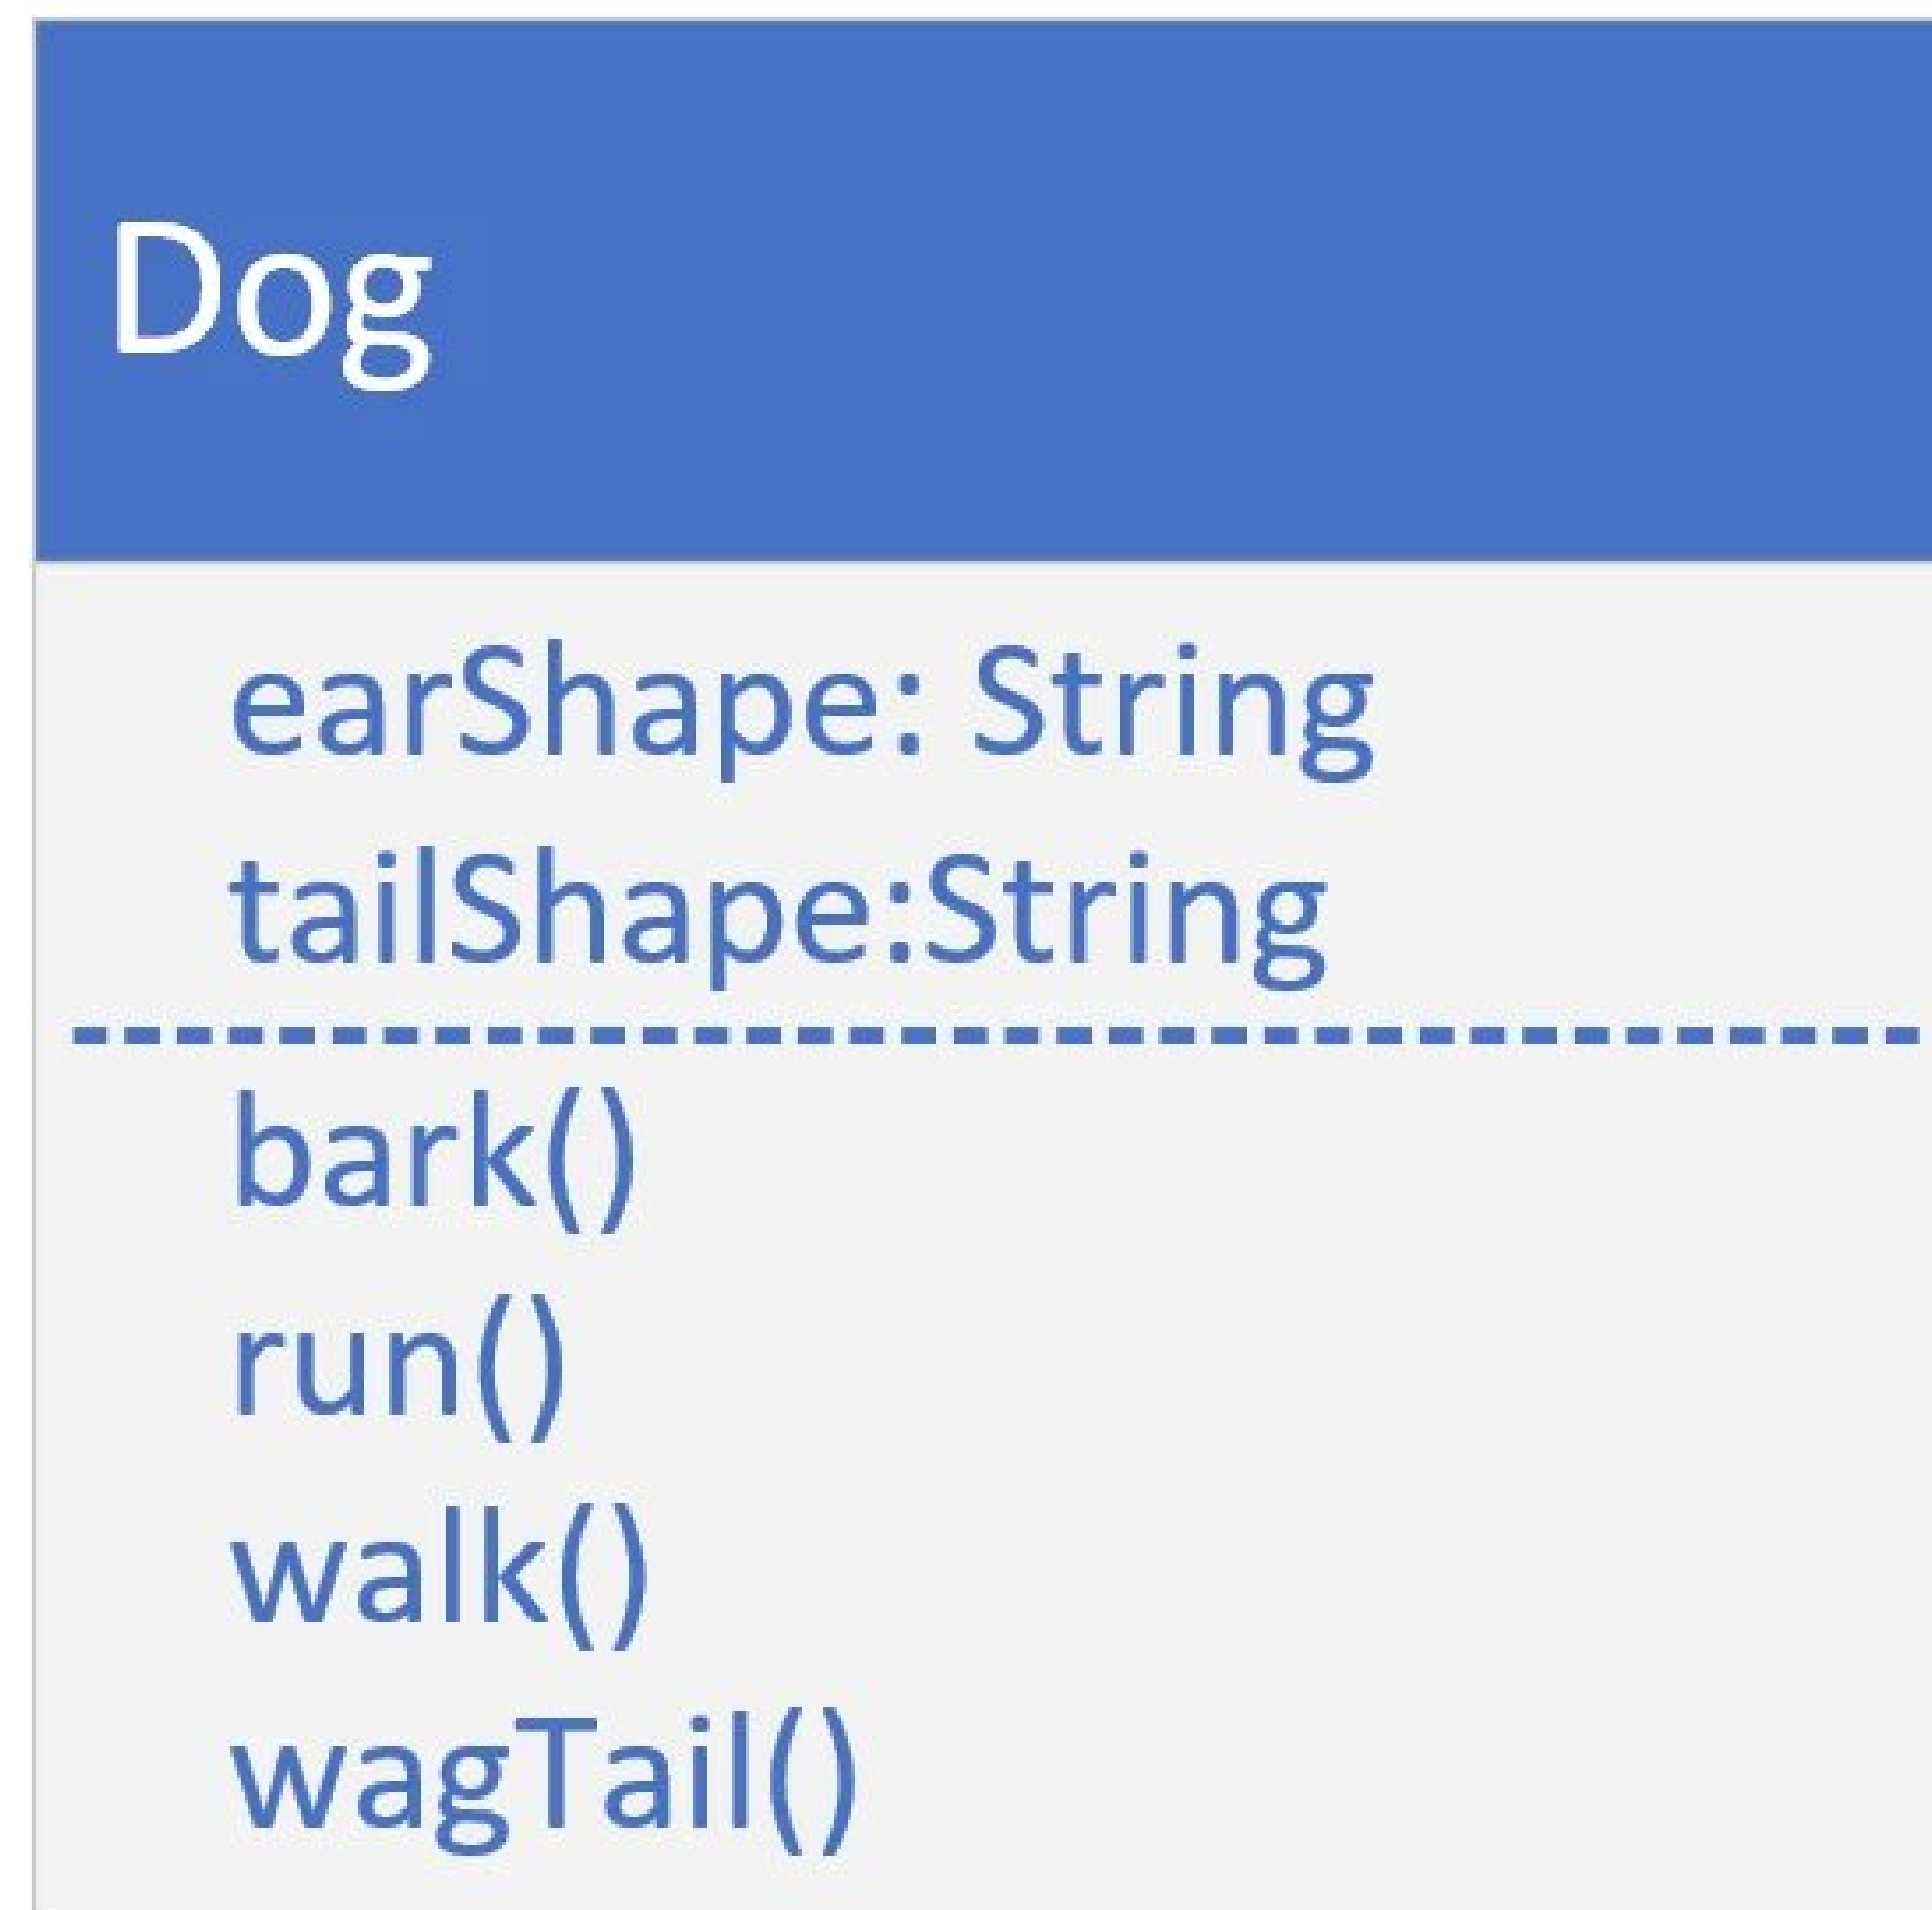 Dog
earShape: String
tailShape:String
bark()
run()
walk()
wagTail()